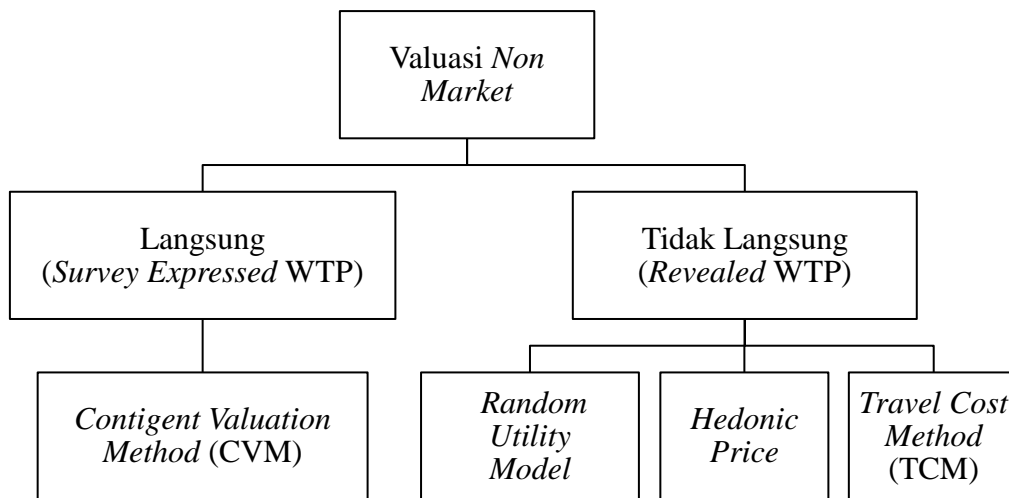 Valuasi Non
Market
Langsung
(Survey Expressed WTP)
Tidak Langsung
(Revealed WTP)
Contigent Valuation
Method (CVM)
Random
Utility
Model
Hedonic
Price
Travel Cost
Method
(TCM)